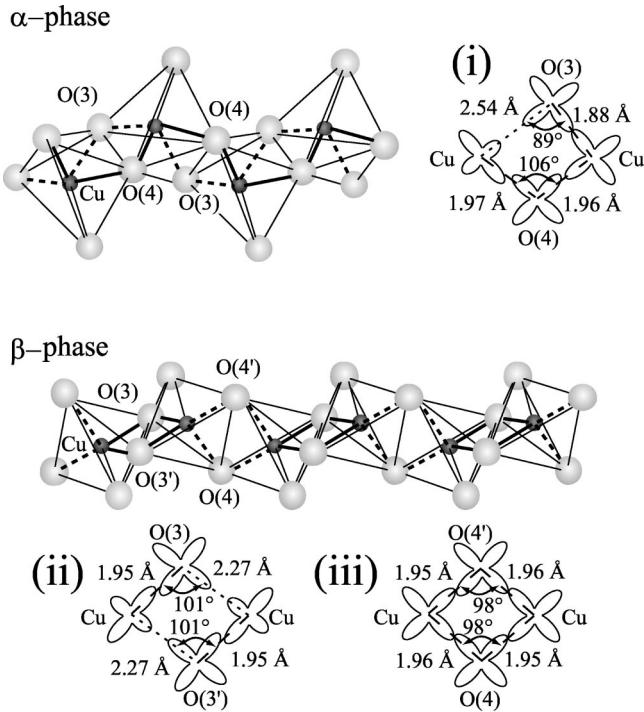 α–phase
(i)
O(3)
2.54 Å
1.88 Å
89°
Cu
Cu
106°
1.97 Å
1.96 Å
O(4)
O(3)
O(4)
Cu
O(4)
O(3)
β–phase
O(3)
O(4')
Cu
O(3')
O(4)
(ii)
O(3)
1.95 Å
2.27 Å
101°
Cu
Cu
101°
2.27 Å
1.95 Å
O(3')
(iii)
O(4')
1.95 Å
1.96 Å
98°
Cu
Cu
98°
1.96 Å
1.95 Å
O(4)